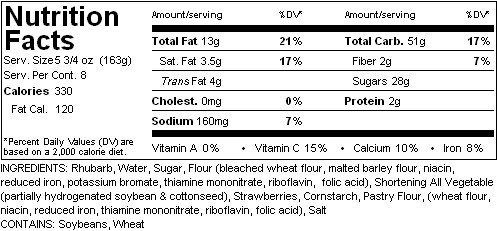 Nutrition
Facts
Serv. Size5 3/4 oz (163g)
Serv. Per Cont. 8
Calories 330
Fat Cal. 120
*Percent Daily Values (DV) are
based on a 2,000 calorie diet.
Amount/serving %DV*
Total Fat 13g 21%
Sat. Fat 3.5g 17%
Trans Fat 4g
Cholest. 0mg 0%
Sodium 160mg 7%
Amount/serving %DV*
Total Carb. 51g 17%
Fiber 2g 7%
Sugars 28g
Protein 2g
Vitamin A 0% • Vitamin C 15% • Calcium 10% • Iron 8%
INGREDIENTS: Rhubarb, Water, Sugar, Flour (bleached wheat flour, malted barley flour, niacin,
reduced iron, potassium bromate, thiamine mononitrate, riboflavin, folic acid), Shortening All Vegetable
(partially hydrogenated soybean & cottonseed), Strawberries, Cornstarch, Pastry Flour, (wheat flour,
niacin, reduced iron, thiamine mononitrate, riboflavin, folic acid), Salt
CONTAINS: Soybeans, Wheat